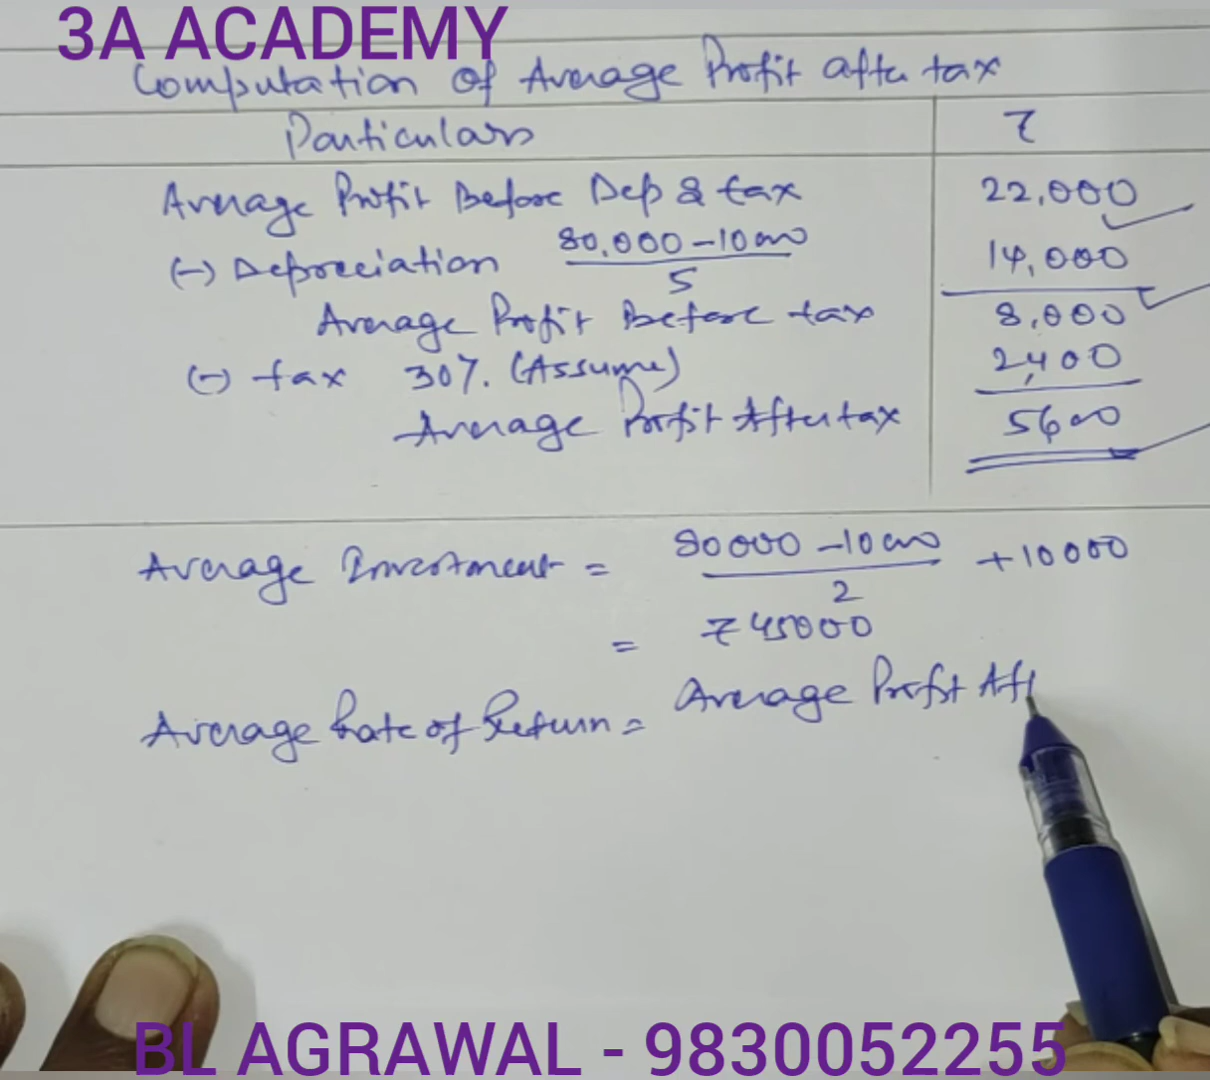 3A ACADEMY
Computation of Average Profit after tax
Particulars ₹
Average Profit Before Dep & tax 22,000
(-) Depreciation 80,000-10000 / 5 14,000
Average Profit Before tax 8,000
(-) tax 30%. (Assume) 2,400
Average Profit After tax 5600
Average Investment = 80000-10000 / 2 +10000
= ₹45000
Average Rate of Return = Average Profit Aft
BL AGRAWAL - 9830052255